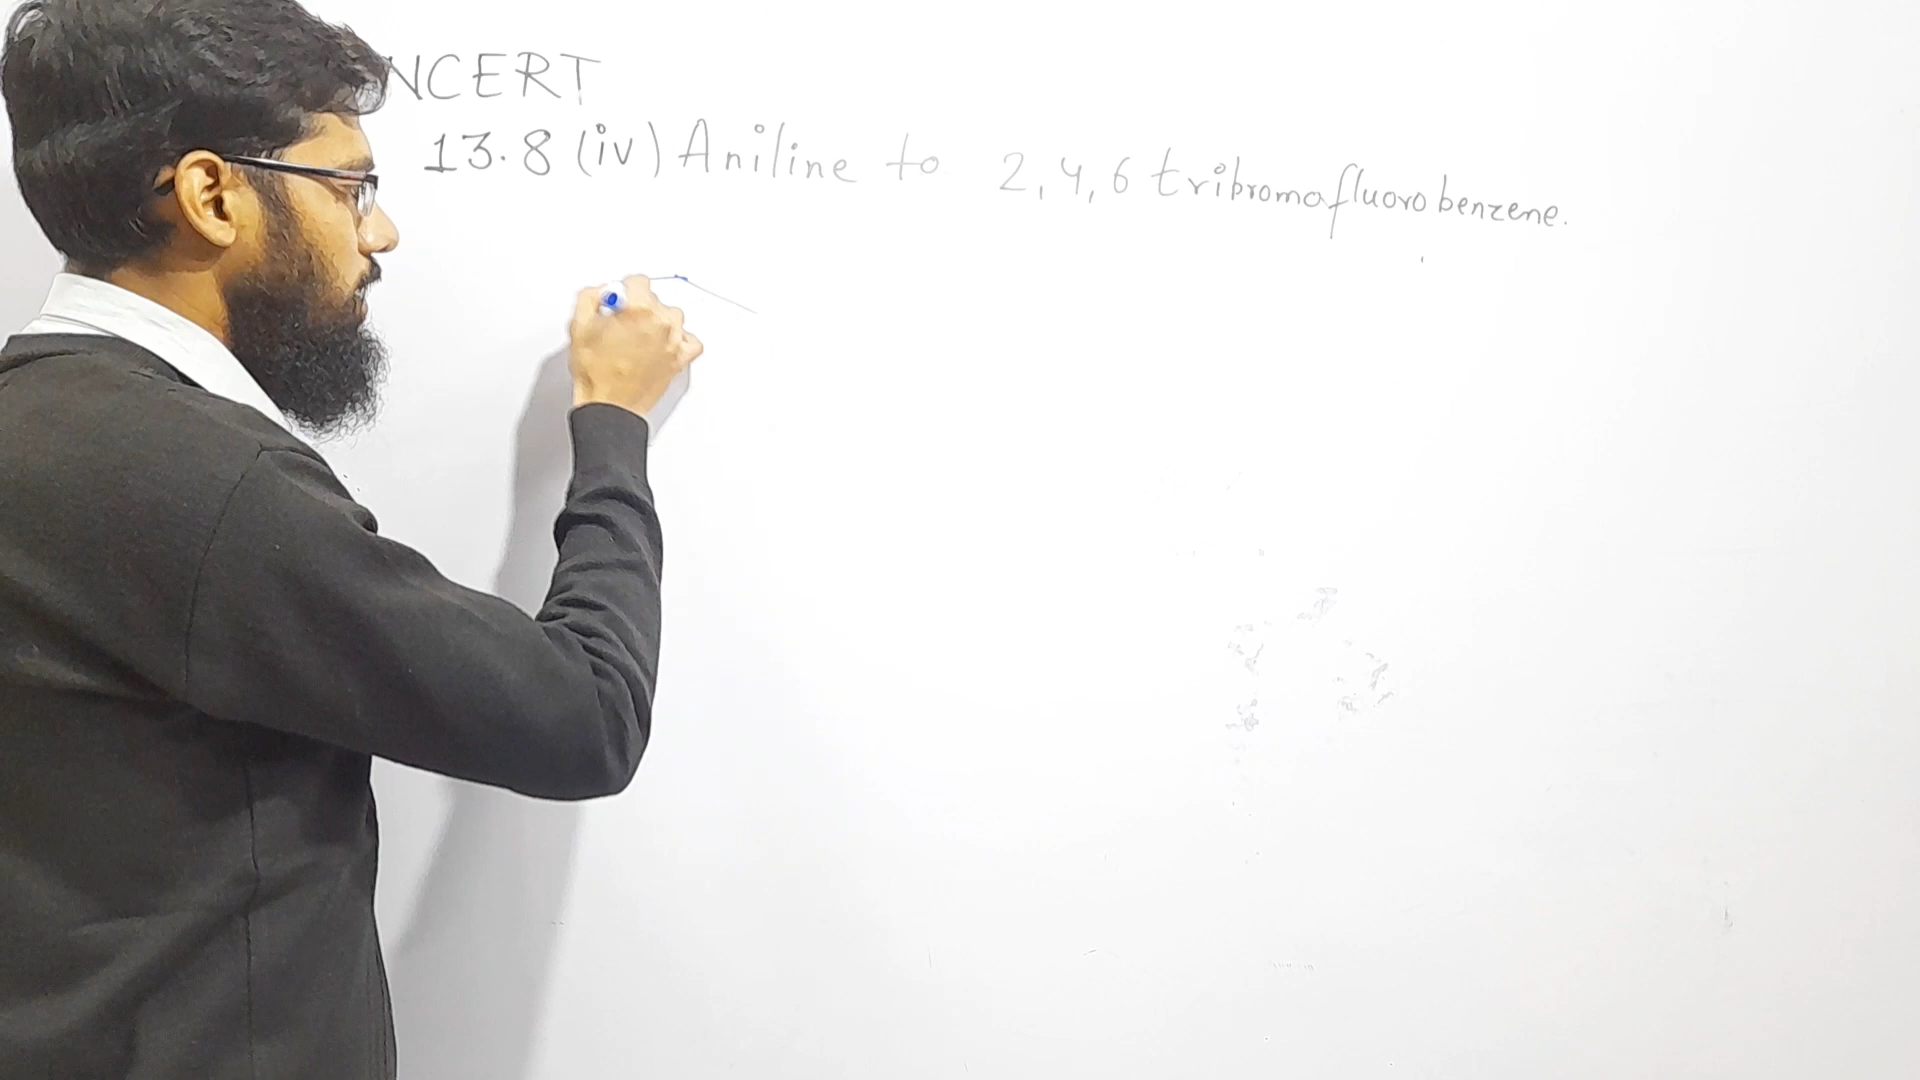 NCERT
13.8 (iv) Aniline to 2,4,6 tribromofluorobenzene.